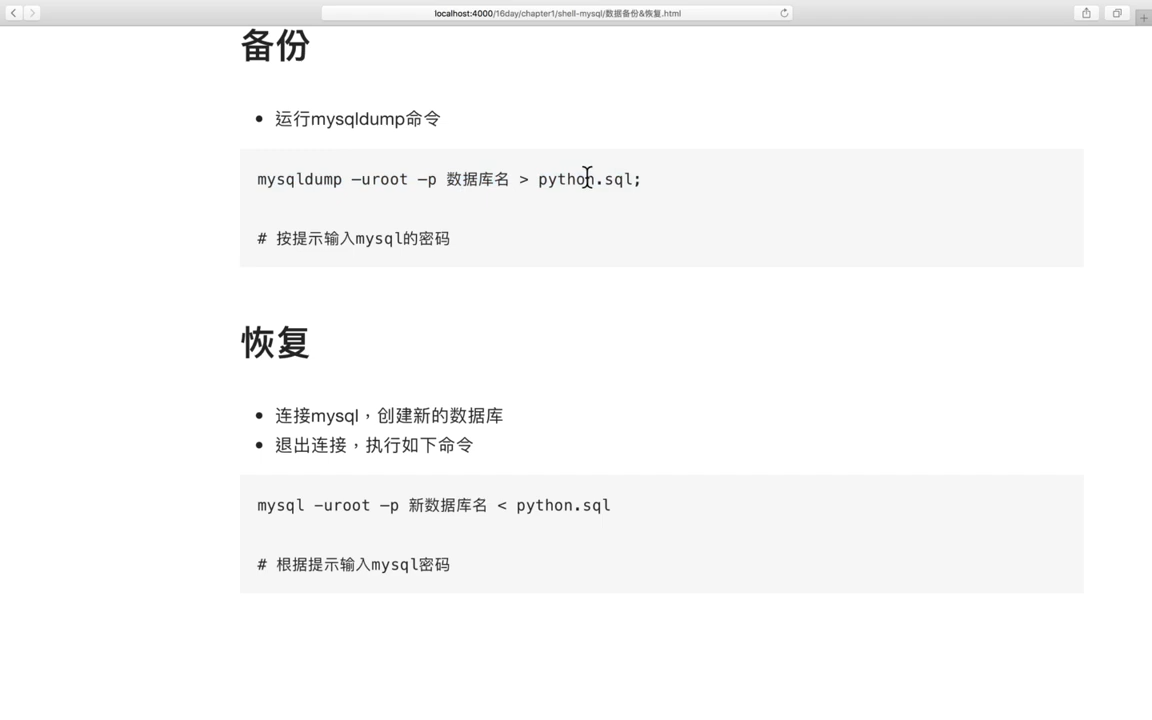 localhost:4000/16day/chapter1/shell-mysql/数据备份&恢复.html
备份
运行mysqldump命令
mysqldump –uroot –p 数据库名 > python.sql;
# 按提示输入mysql的密码
恢复
连接mysql，创建新的数据库
退出连接，执行如下命令
mysql –uroot –p 新数据库名 < python.sql
# 根据提示输入mysql密码